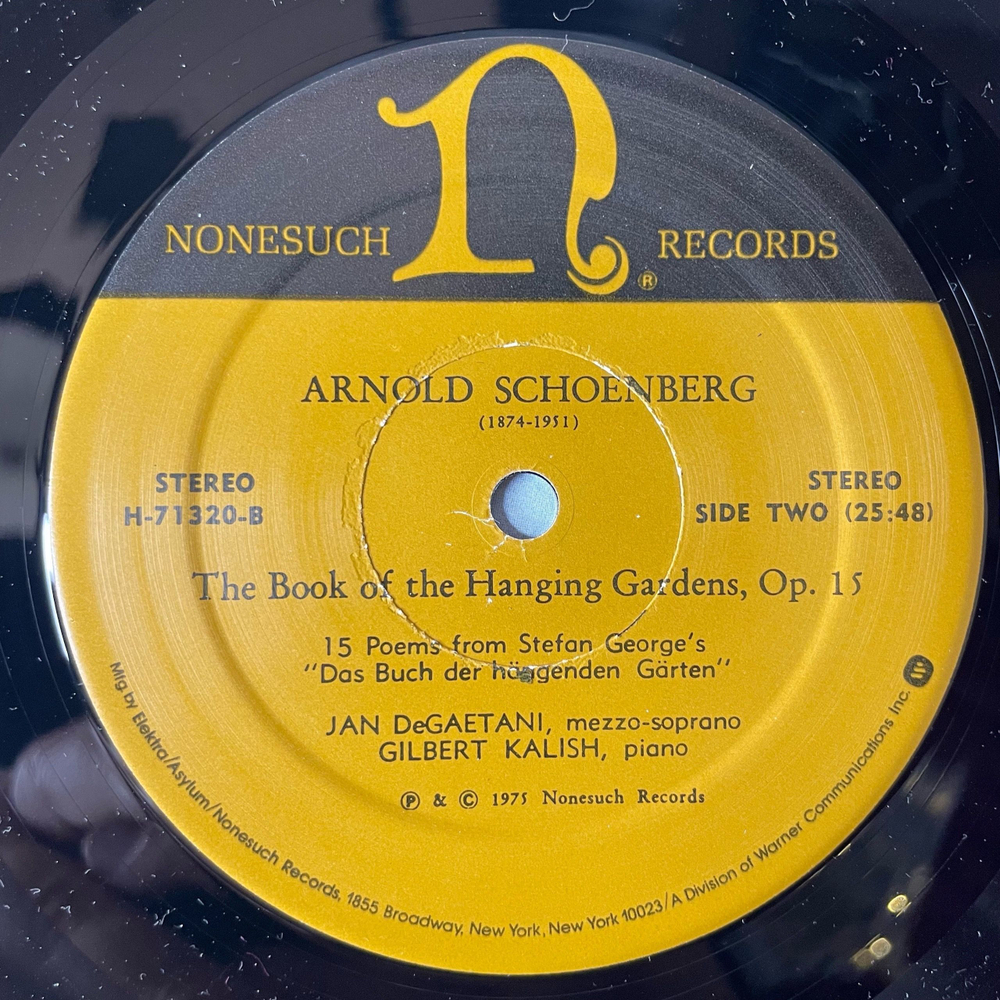 n
NONESUCH RECORDS ®
ARNOLD SCHOENBERG
(1874-1951)
STEREO
H-71320-B
STEREO
SIDE TWO (25:48)
The Book of the Hanging Gardens, Op. 15
15 Poems from Stefan George's
"Das Buch der hänggenden Gärten"
JAN DeGAETANI, mezzo-soprano
GILBERT KALISH, piano
Ⓟ & © 1975 Nonesuch Records
Mfg. by Elektra/Asylum/Nonesuch Records, 1855 Broadway, New York, New York 10023/A Division of Warner Communications Inc.